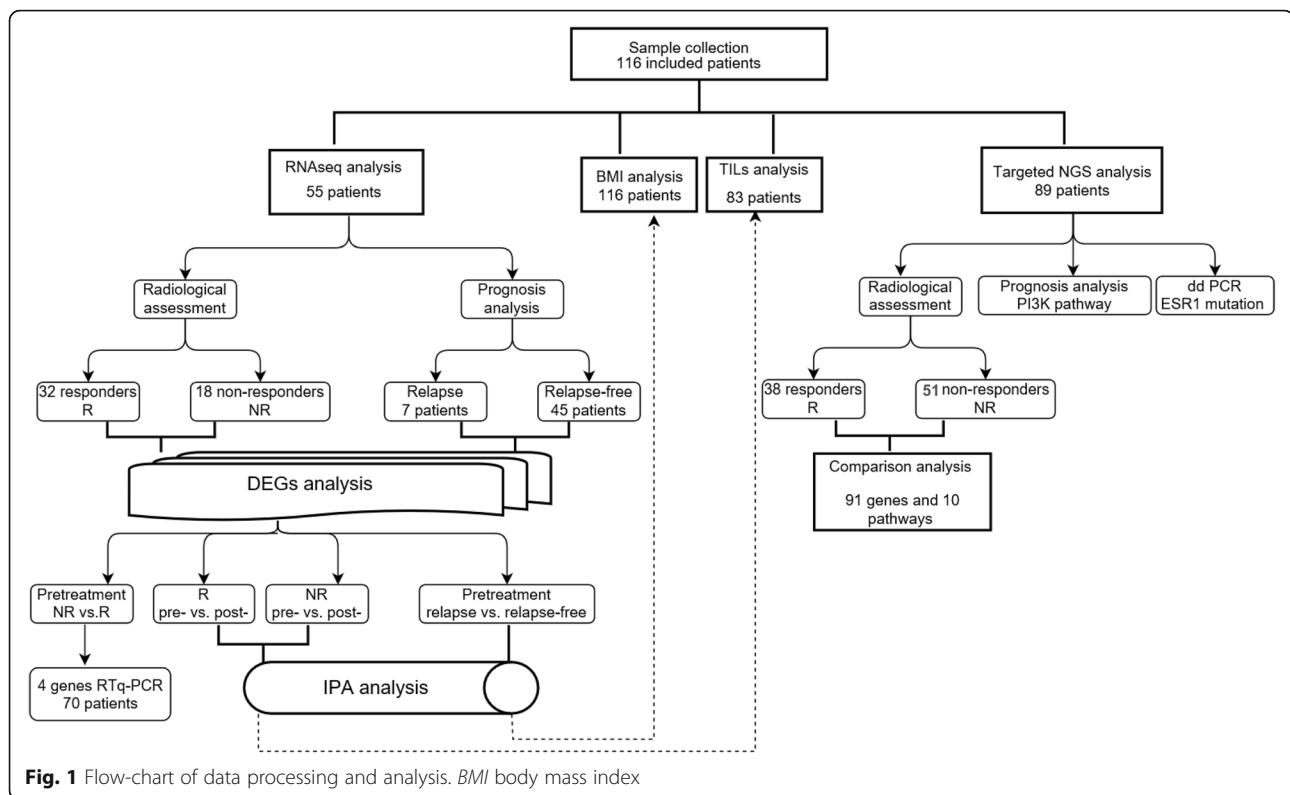 Sample collection
116 included patients
RNAseq analysis
55 patients
BMI analysis
116 patients
TILs analysis
83 patients
Targeted NGS analysis
89 patients
Radiological
assessment
Prognosis
analysis
Radiological
assessment
Prognosis analysis
PI3K pathway
dd PCR
ESR1 mutation
32 responders
R
18 non-responders
NR
Relapse
7 patients
Relapse-free
45 patients
38 responders
R
51 non-responders
NR
DEGs analysis
Comparison analysis
91 genes and 10
pathways
Pretreatment
NR vs.R
R
pre- vs. post-
NR
pre- vs. post-
Pretreatment
relapse vs. relapse-free
4 genes RTq-PCR
70 patients
IPA analysis
Fig. 1 Flow-chart of data processing and analysis. BMI body mass index